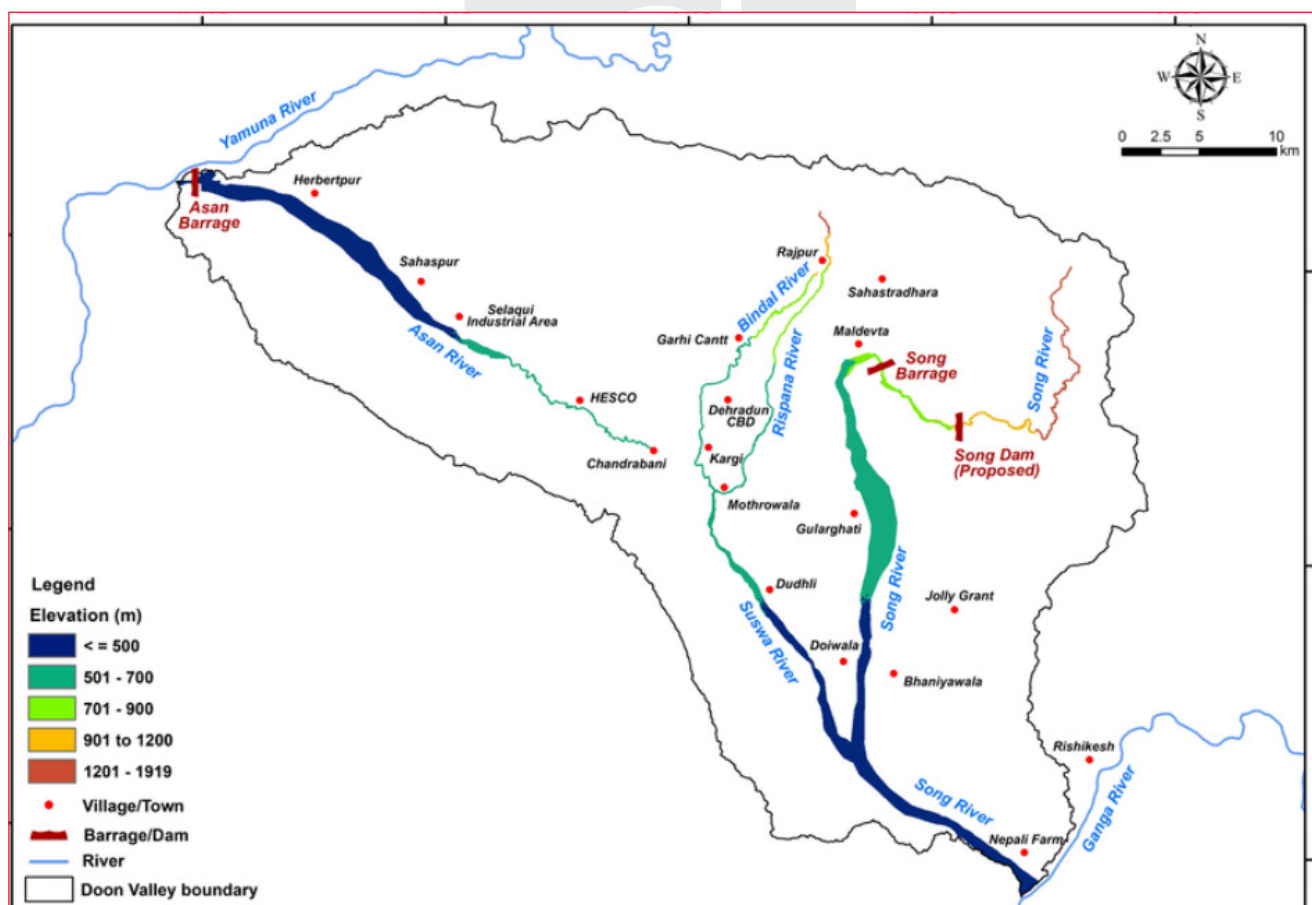 N
W
E
S
0
2.5
5
10
km
Yamuna River
Herbertpur
Asan
Barrage
Sahaspur
Selaqui
Industrial Area
Asan River
HESCO
Chandrabani
Rajpur
Bindal River
Sahastradhara
Garhi Cantt
Rispana River
Maldevta
Song
Barrage
Song River
Dehradun
CBD
Kargi
Song Dam
(Proposed)
Mothrowala
Gularghati
Dudhli
Song River
Jolly Grant
Suswa River
Doiwala
Bhaniyawala
Rishikesh
Song River
Ganga River
Nepali Farm
Legend
Elevation (m)
< = 500
501 - 700
701 - 900
901 to 1200
1201 - 1919
Village/Town
Barrage/Dam
River
Doon Valley boundary